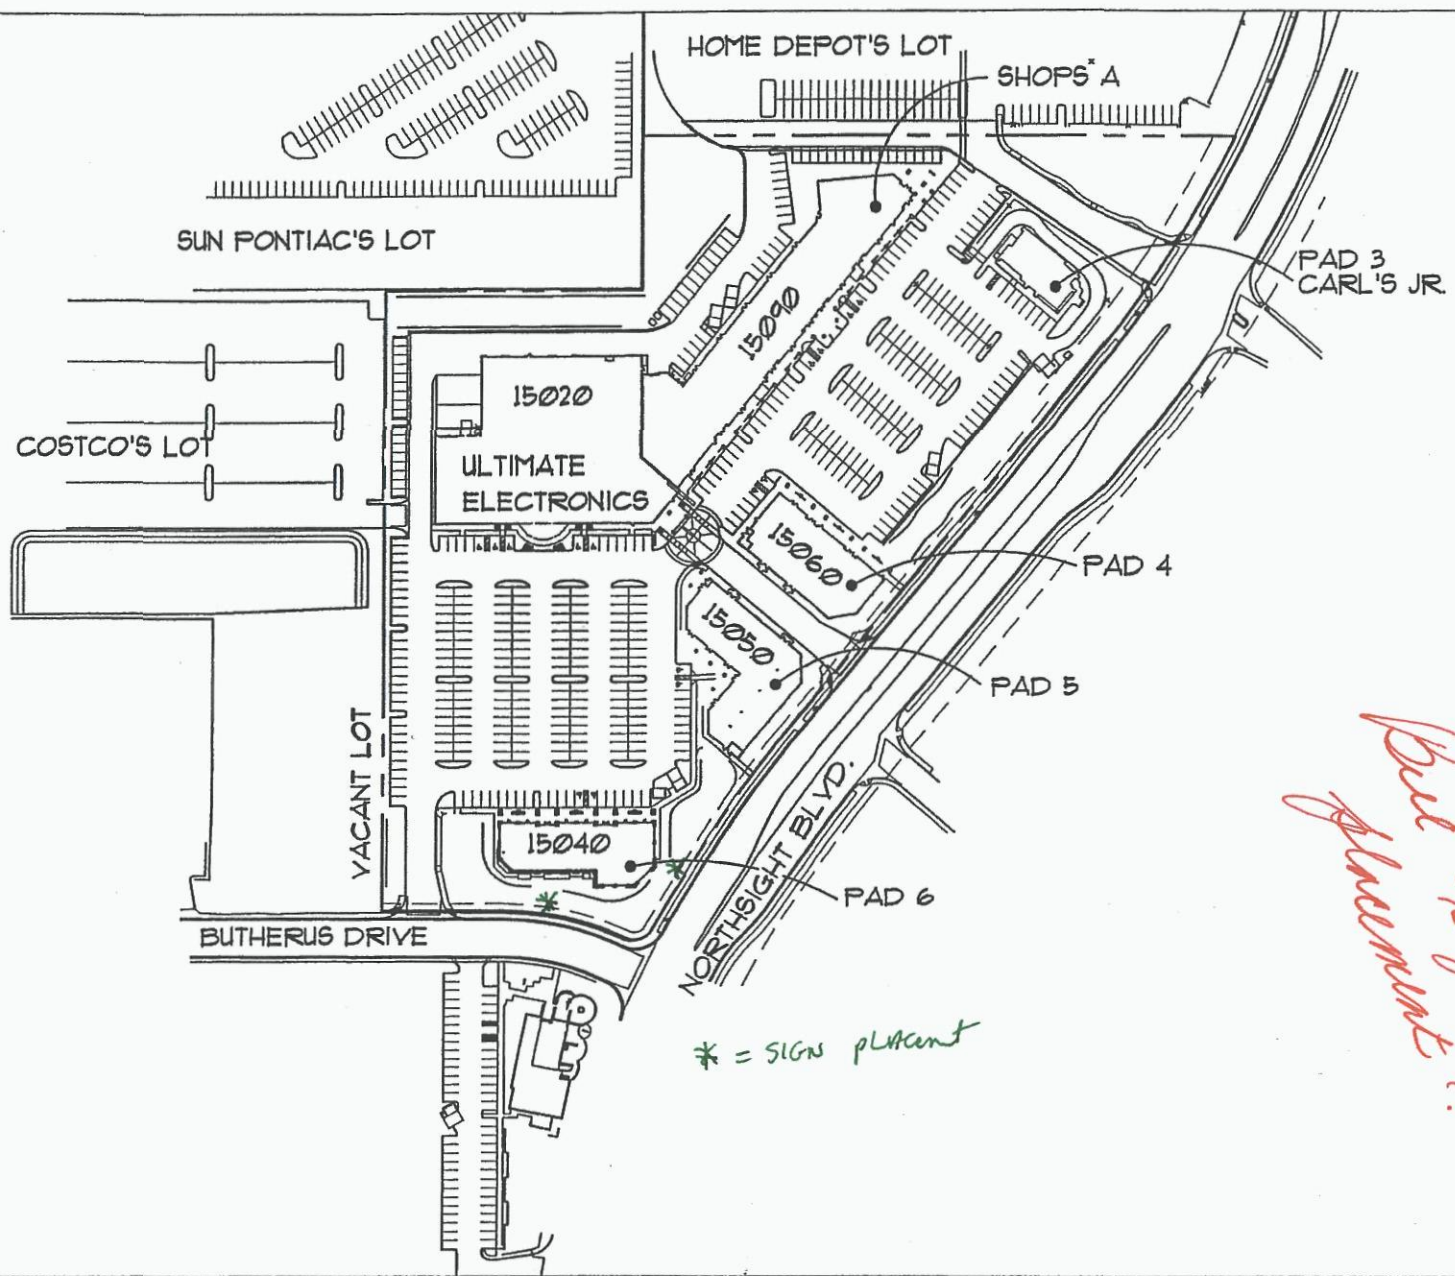 HOME DEPOT'S LOT
SHOPS" A
SUN PONTIAC'S LOT
PAD 3
CARL'S JR.
15090
15020
COSTCO'S LOT
ULTIMATE
ELECTRONICS
15060
PAD 4
15050
PAD 5
VACANT LOT
15040
PAD 6
NORTHSIGHT BLVD.
BUTHERUS DRIVE
* = SIGN PLACENT
placement